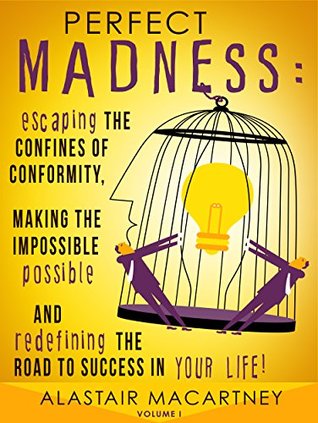 PERFECT
MADNESS:
escaping THE
CONFINES OF
CONFORMITY,
MAKING THE
IMPOSSIBLE
possible
AND
redefining THE
ROAD TO SUCCESS IN YOUR LIFE!
ALASTAIR MACARTNEY
VOLUME I